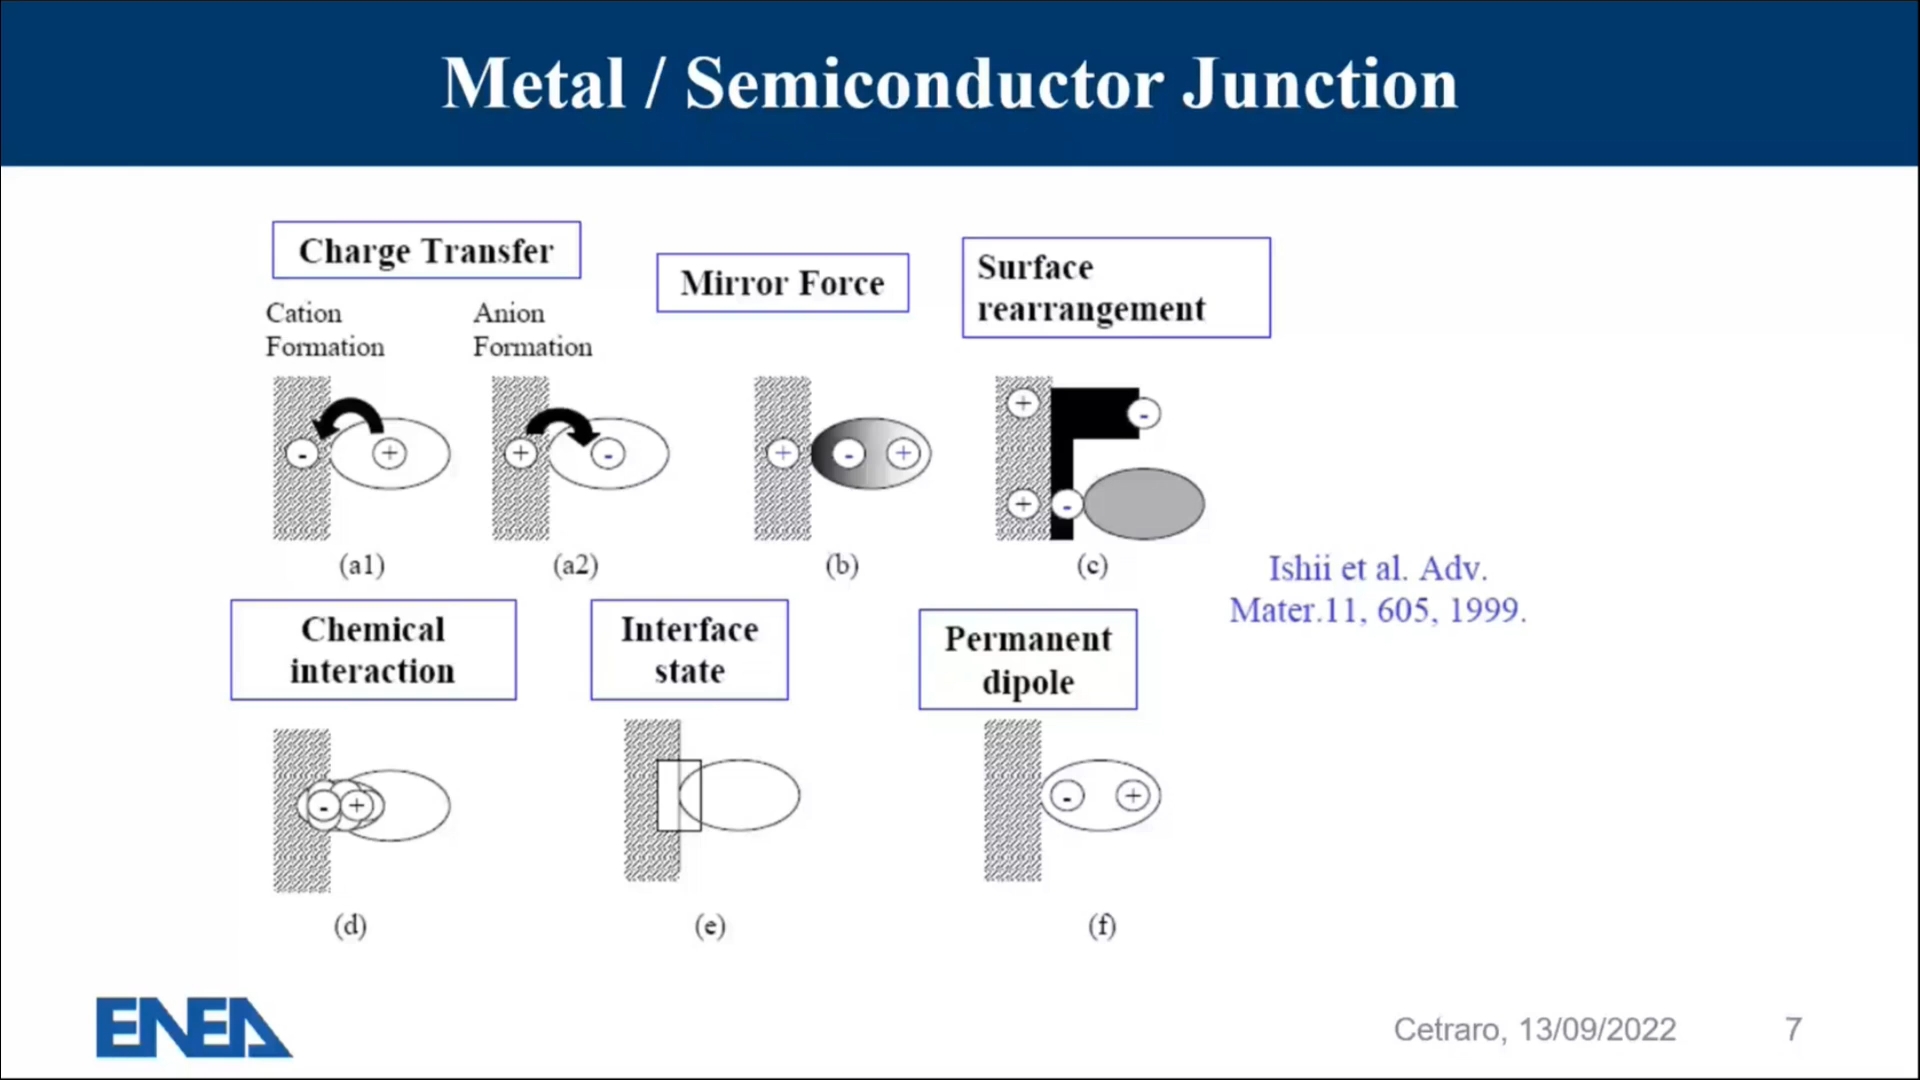 Metal / Semiconductor Junction
Charge Transfer
Mirror Force
Surface
rearrangement
Cation
Formation
Anion
Formation
- +
+ -
+ - +
+ -
+ -
(a1)
(a2)
(b)
(c)
Ishii et al. Adv.
Mater.11, 605, 1999.
Chemical
interaction
Interface
state
Permanent
dipole
- +
- +
(d)
(e)
(f)
ENEA
Cetraro, 13/09/2022
7